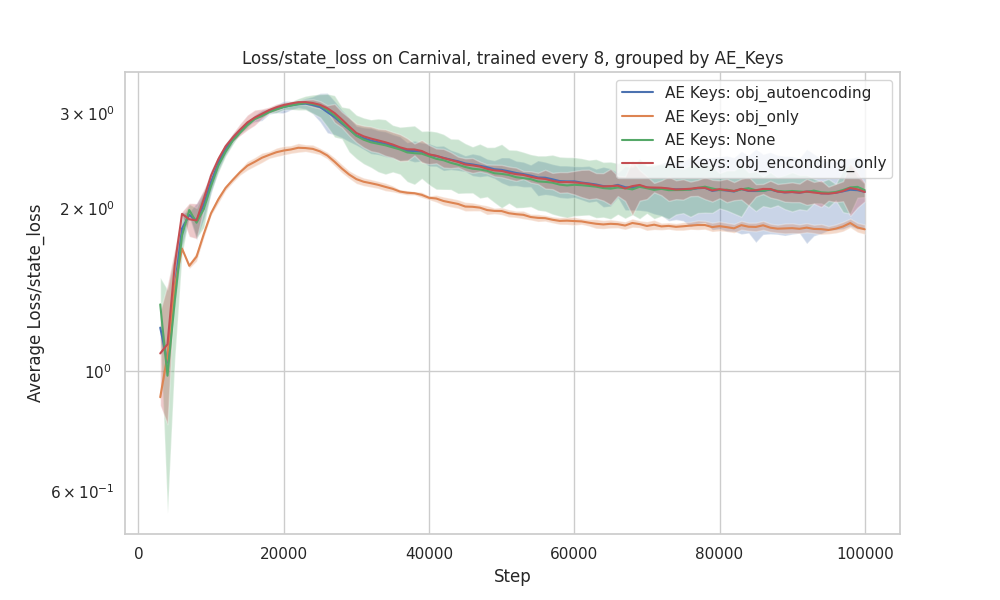 Loss/state_loss on Carnival, trained every 8, grouped by AE_Keys
AE Keys: obj_autoencoding
AE Keys: obj_only
AE Keys: None
AE Keys: obj_enconding_only
Average Loss/state_loss
3 × 10⁰
2 × 10⁰
10⁰
6 × 10⁻¹
0
20000
40000
60000
80000
100000
Step